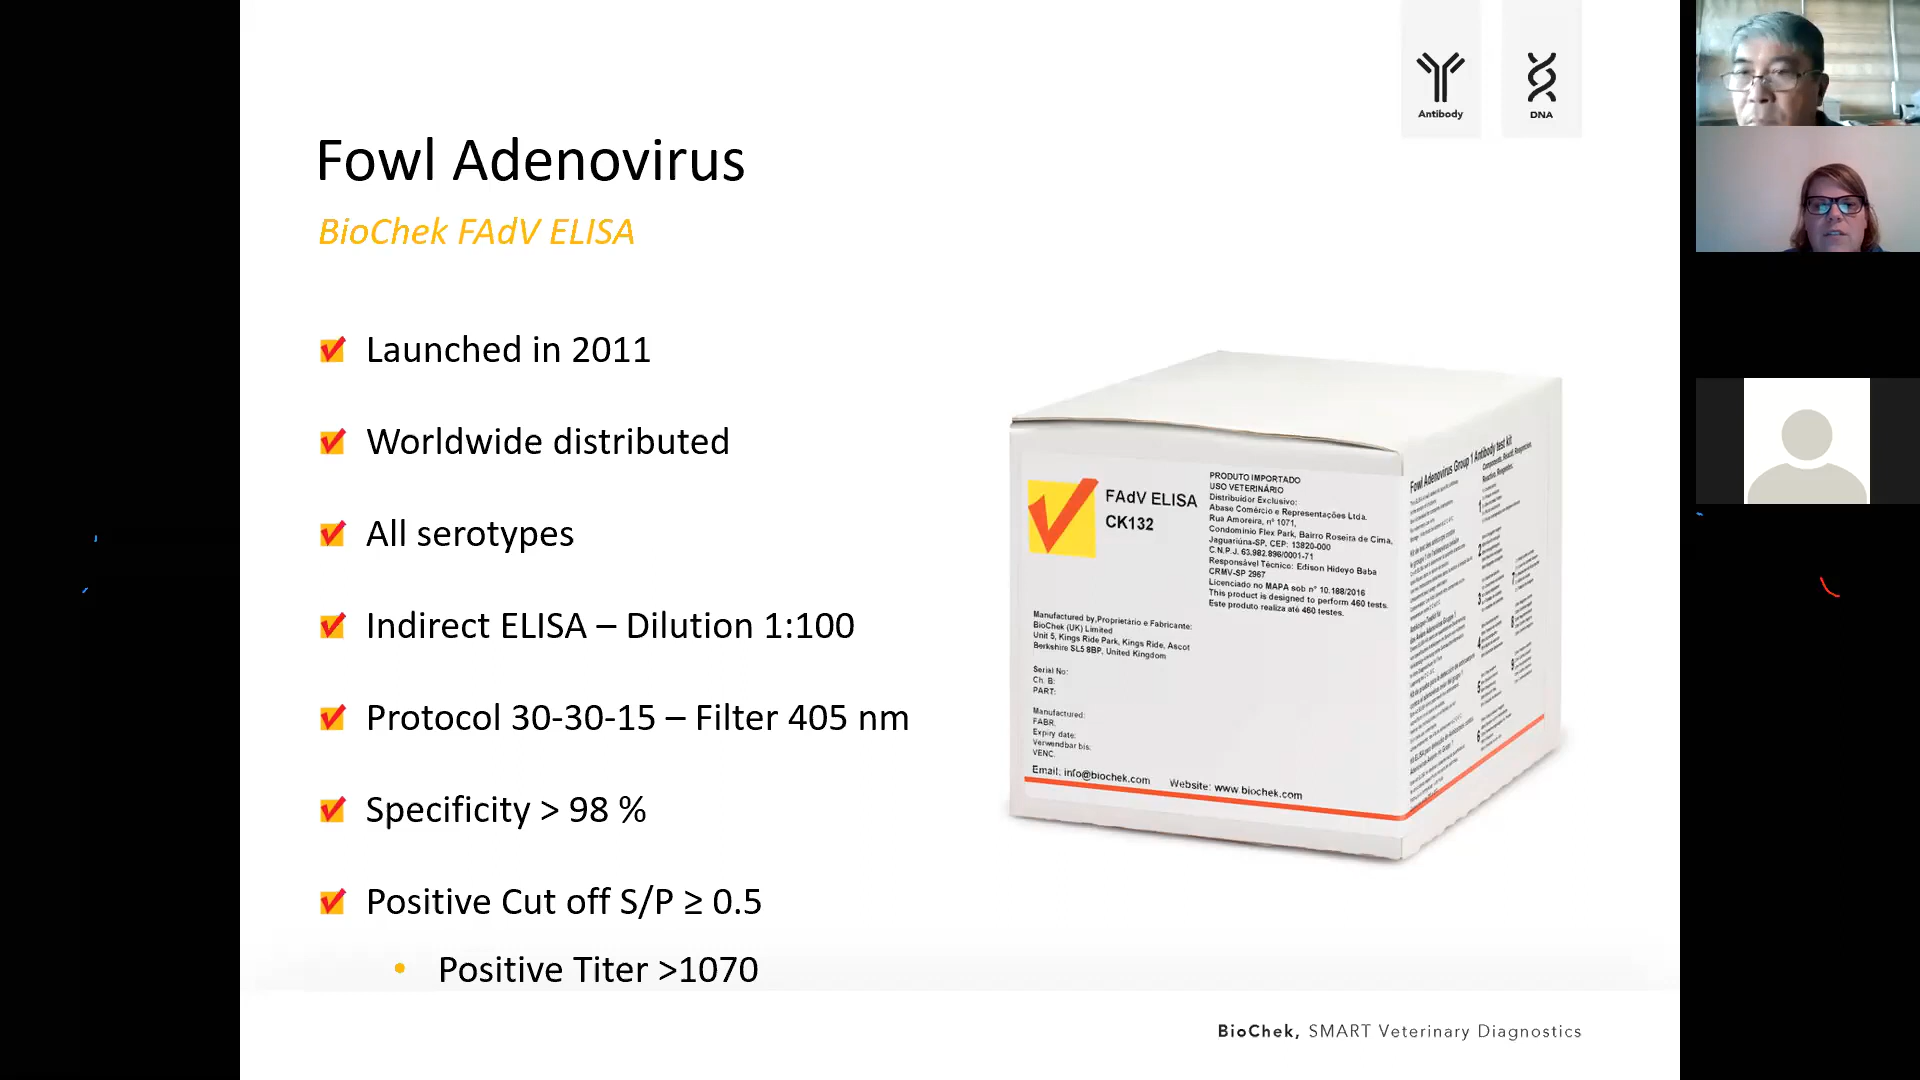 Antibody
DNA
Fowl Adenovirus
BioChek FAdV ELISA
Launched in 2011
Worldwide distributed
All serotypes
Indirect ELISA – Dilution 1:100
Protocol 30-30-15 – Filter 405 nm
Specificity > 98 %
Positive Cut off S/P ≥ 0.5
Positive Titer >1070
FAdV ELISA
CK132
PRODUTO IMPORTADO
USO VETERINÁRIO
Distribuidor Exclusivo:
Abase Comércio e Representações Ltda.
Rua Amoreira, nº 1071,
Condomínio Flex Park, Bairro Roseira de Cima,
Jaguariúna-SP, CEP: 13820-000
C.N.P.J. 63.982.896/0001-71
Responsável Técnico: Edison Hideyo Baba
CRMV-SP 2967
Licenciado no MAPA sob nº 10.188/2016
This product is designed to perform 460 tests.
Este produto realiza até 460 testes.
Manufactured by,Proprietário e Fabricante:
BioChek (UK) Limited
Unit 5, Kings Ride Park, Kings Ride, Ascot
Berkshire SL5 8BP, United Kingdom
Serial No:
Ch. B:
PART:
Manufactured:
FABR.
Expiry date:
Verwendbar bis:
VENC.
Email: info@biochek.com
Website: www biochek.com
Fowl Adenovirus Group 1 Antibody test kit
BioChek, SMART Veterinary Diagnostics